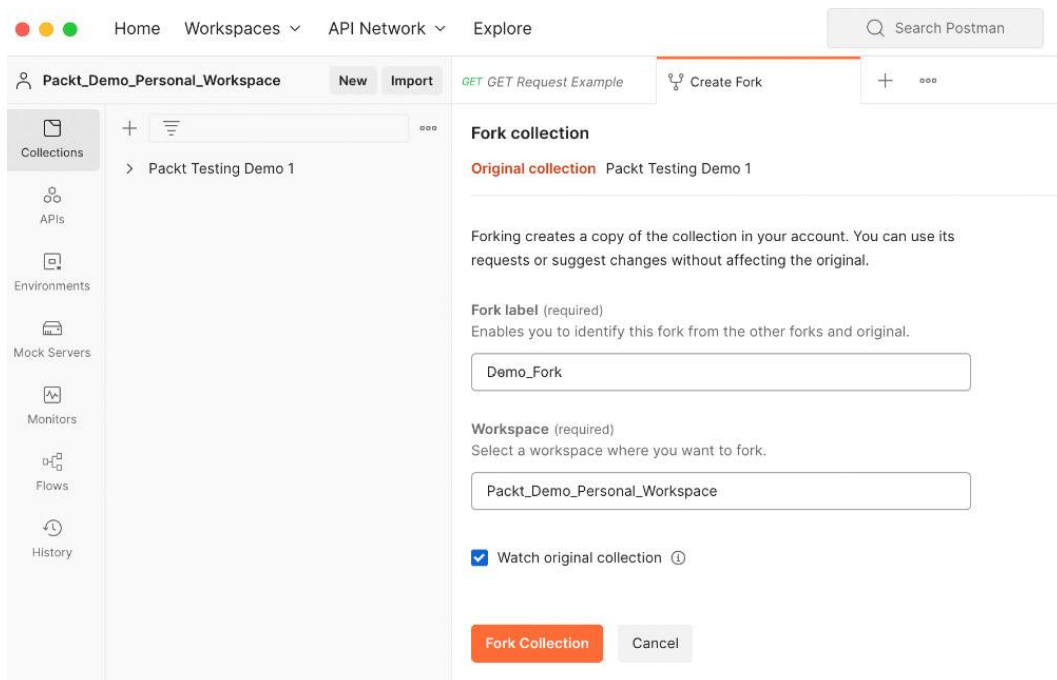 Home Workspaces API Network Explore Search Postman
Packt_Demo_Personal_Workspace New Import GET GET Request Example Create Fork
Collections
APIs
Environments
Mock Servers
Monitors
Flows
History
Packt Testing Demo 1
Fork collection
Original collection Packt Testing Demo 1
Forking creates a copy of the collection in your account. You can use its
requests or suggest changes without affecting the original.
Fork label (required)
Enables you to identify this fork from the other forks and original.
Demo_Fork
Workspace (required)
Select a workspace where you want to fork.
Packt_Demo_Personal_Workspace
Watch original collection
Fork Collection Cancel